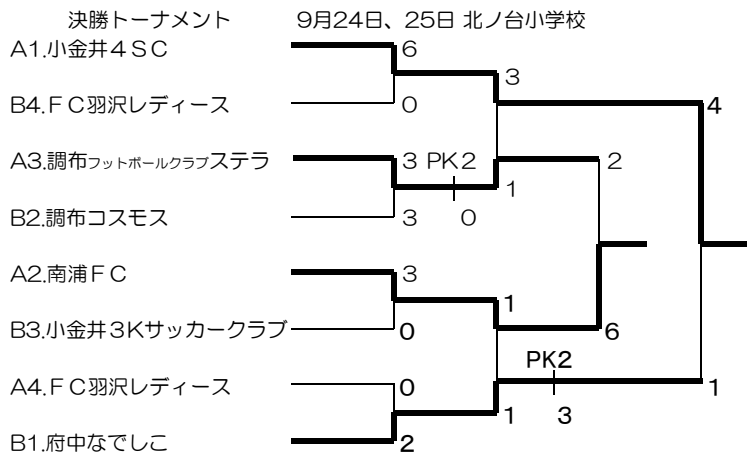 決勝トーナメント 9月24日、25日 北ノ台小学校
A1.小金井4SC 6
3
B4.FC羽沢レディース 0 4
A3.調布フットボールクラブステラ 3 PK2 2
1
B2.調布コスモス 3 0
A2.南浦FC 3
1
B3.小金井3Kサッカークラブ 0 6
PK2
A4.FC羽沢レディース 0 1
1 3
B1.府中なでしこ 2